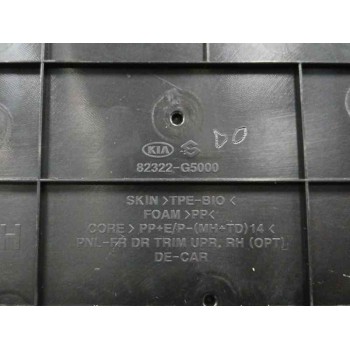 DO
KIA
82322-G5000
SKIN >TPE-BIO<
FOAM >PP<
CORE > PP+E/P-(MH+TD)14 <
PNL-FR DR TRIM UPR, RH (OPT)
DE-CAR
H